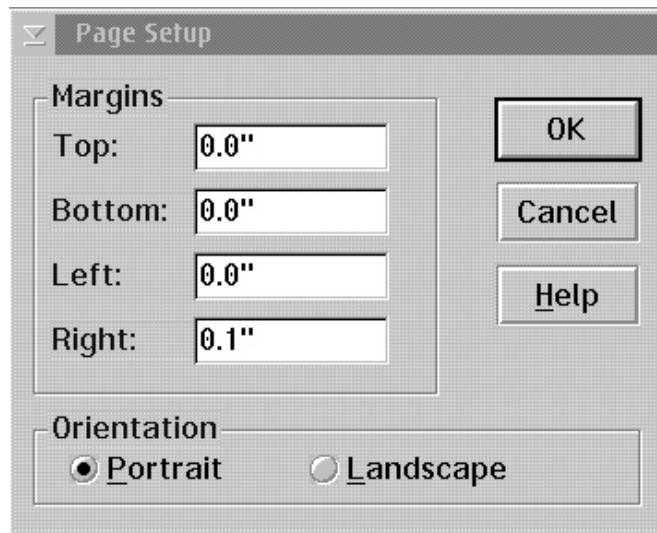 Page Setup
Margins
Top: 0.0"
Bottom: 0.0"
Left: 0.0"
Right: 0.1"
OK
Cancel
Help
Orientation
Portrait Landscape